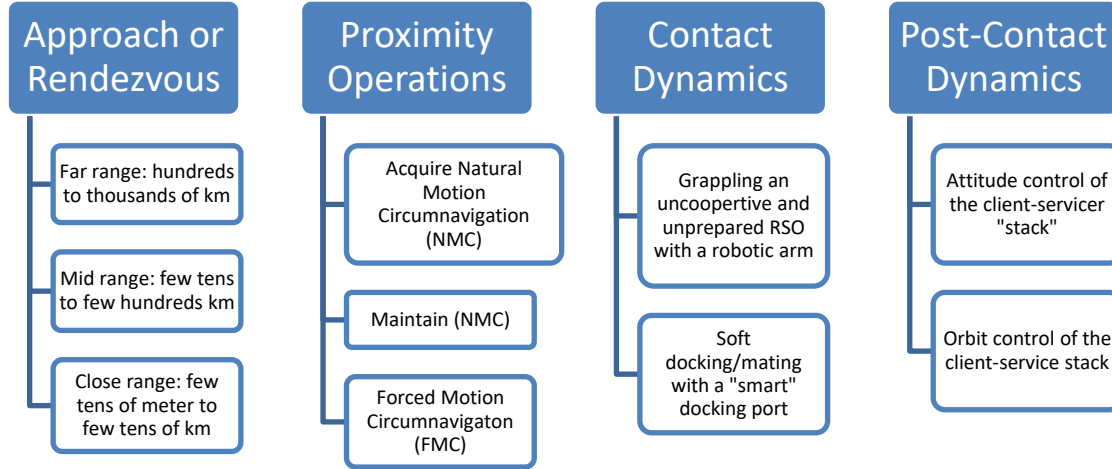 Approach or
Rendezvous
Far range: hundreds
to thousands of km
Mid range: few tens
to few hundreds km
Close range: few
tens of meter to
few tens of km
Proximity
Operations
Acquire Natural
Motion
Circumnavigation
(NMC)
Maintain (NMC)
Forced Motion
Circumnavigaton
(FMC)
Contact
Dynamics
Grappling an
uncoopertive and
unprepared RSO
with a robotic arm
Soft
docking/mating
with a "smart"
docking port
Post-Contact
Dynamics
Attitude control of
the client-servicer
"stack"
Orbit control of the
client-service stack